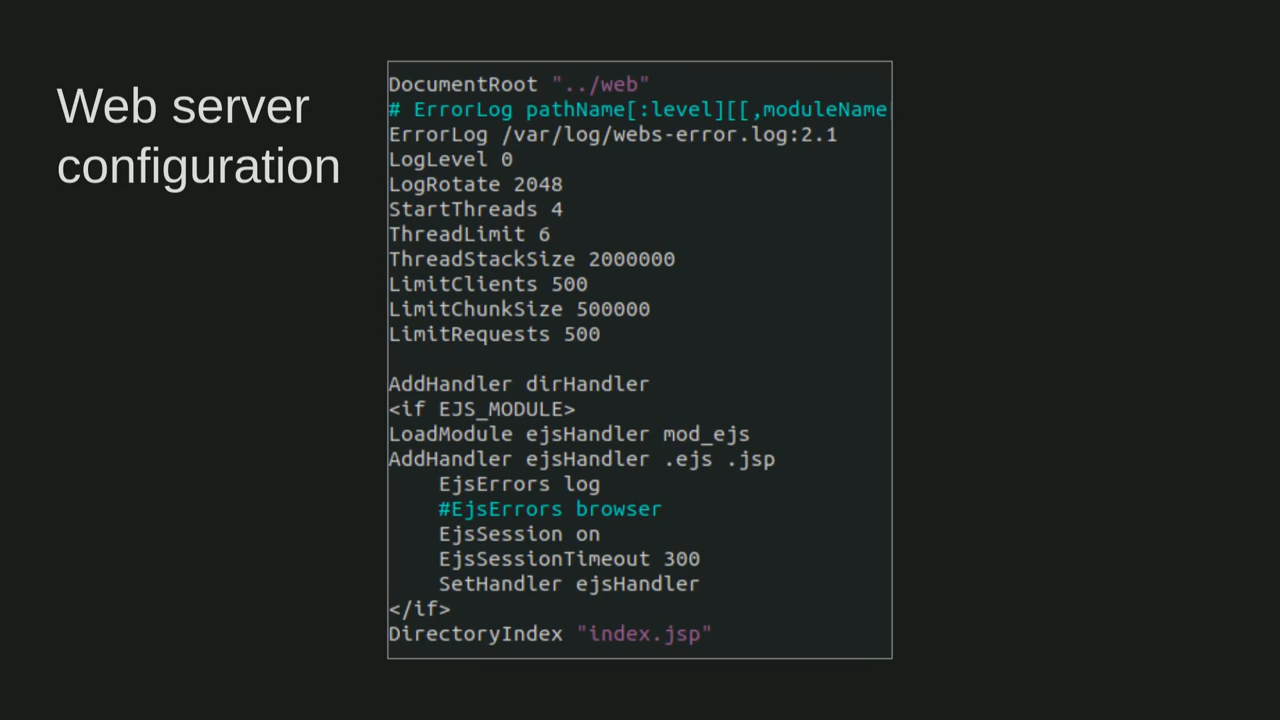 Web server
configuration
DocumentRoot "../web"
# ErrorLog pathName[:level][[,moduleName
ErrorLog /var/log/webs-error.log:2.1
LogLevel 0
LogRotate 2048
StartThreads 4
ThreadLimit 6
ThreadStackSize 2000000
LimitClients 500
LimitChunkSize 500000
LimitRequests 500
AddHandler dirHandler
<if EJS_MODULE>
LoadModule ejsHandler mod_ejs
AddHandler ejsHandler .ejs .jsp
EjsErrors log
#EjsErrors browser
EjsSession on
EjsSessionTimeout 300
SetHandler ejsHandler
</if>
DirectoryIndex "index.jsp"